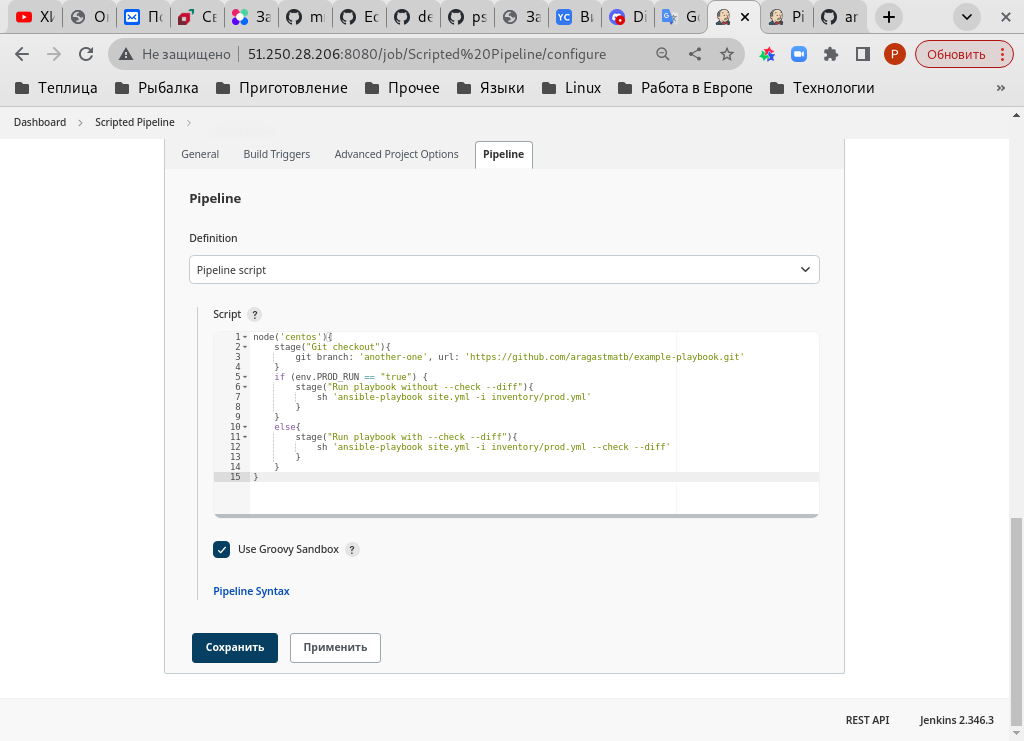 ХИ
О
ПО
Св
За
m
Ес
de
ps
За
YC
Ви
Di
Go
Pi
ar
Не защищено
51.250.28.206:8080/job/Scripted%20Pipeline/configure
P
Обновить
Теплица
Рыбалка
Приготовление
Прочее
Языки
Linux
Работа в Европе
Технологии
»
Dashboard
Scripted Pipeline
General
Build Triggers
Advanced Project Options
Pipeline
Pipeline
Definition
Pipeline script
Script ?
1 node('centos'){
2 stage("Git checkout"){
3 git branch: 'another-one', url: 'https://github.com/aragastmatb/example-playbook.git'
4 }
5 if (env.PROD_RUN == "true") {
6 stage("Run playbook without --check --diff"){
7 sh 'ansible-playbook site.yml -i inventory/prod.yml'
8 }
9 }
10 else{
11 stage("Run playbook with --check --diff"){
12 sh 'ansible-playbook site.yml -i inventory/prod.yml --check --diff'
13 }
14 }
15 }
Use Groovy Sandbox ?
Pipeline Syntax
Сохранить
Применить
REST API
Jenkins 2.346.3